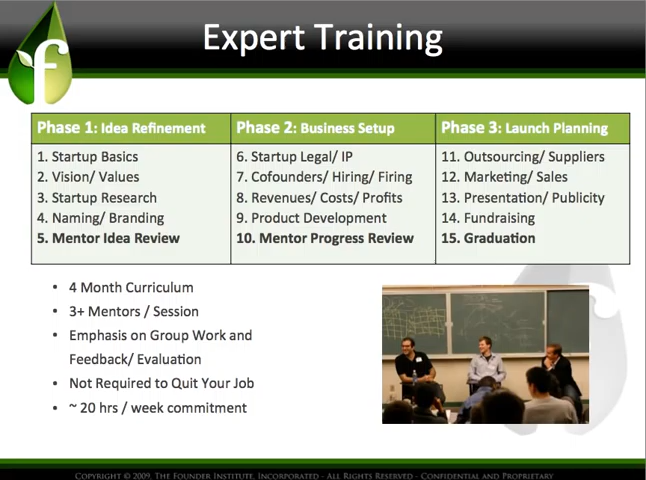 Expert Training
f
Phase 1: Idea Refinement
1. Startup Basics
2. Vision/ Values
3. Startup Research
4. Naming/ Branding
5. Mentor Idea Review
Phase 2: Business Setup
6. Startup Legal/ IP
7. Cofounders/ Hiring/ Firing
8. Revenues/ Costs/ Profits
9. Product Development
10. Mentor Progress Review
Phase 3: Launch Planning
11. Outsourcing/ Suppliers
12. Marketing/ Sales
13. Presentation/ Publicity
14. Fundraising
15. Graduation
• 4 Month Curriculum
• 3+ Mentors / Session
• Emphasis on Group Work and
Feedback/ Evaluation
• Not Required to Quit Your Job
• ~ 20 hrs / week commitment
Copyright © 2009, The Founder Institute, Incorporated - All Rights Reserved - Confidential and Proprietary